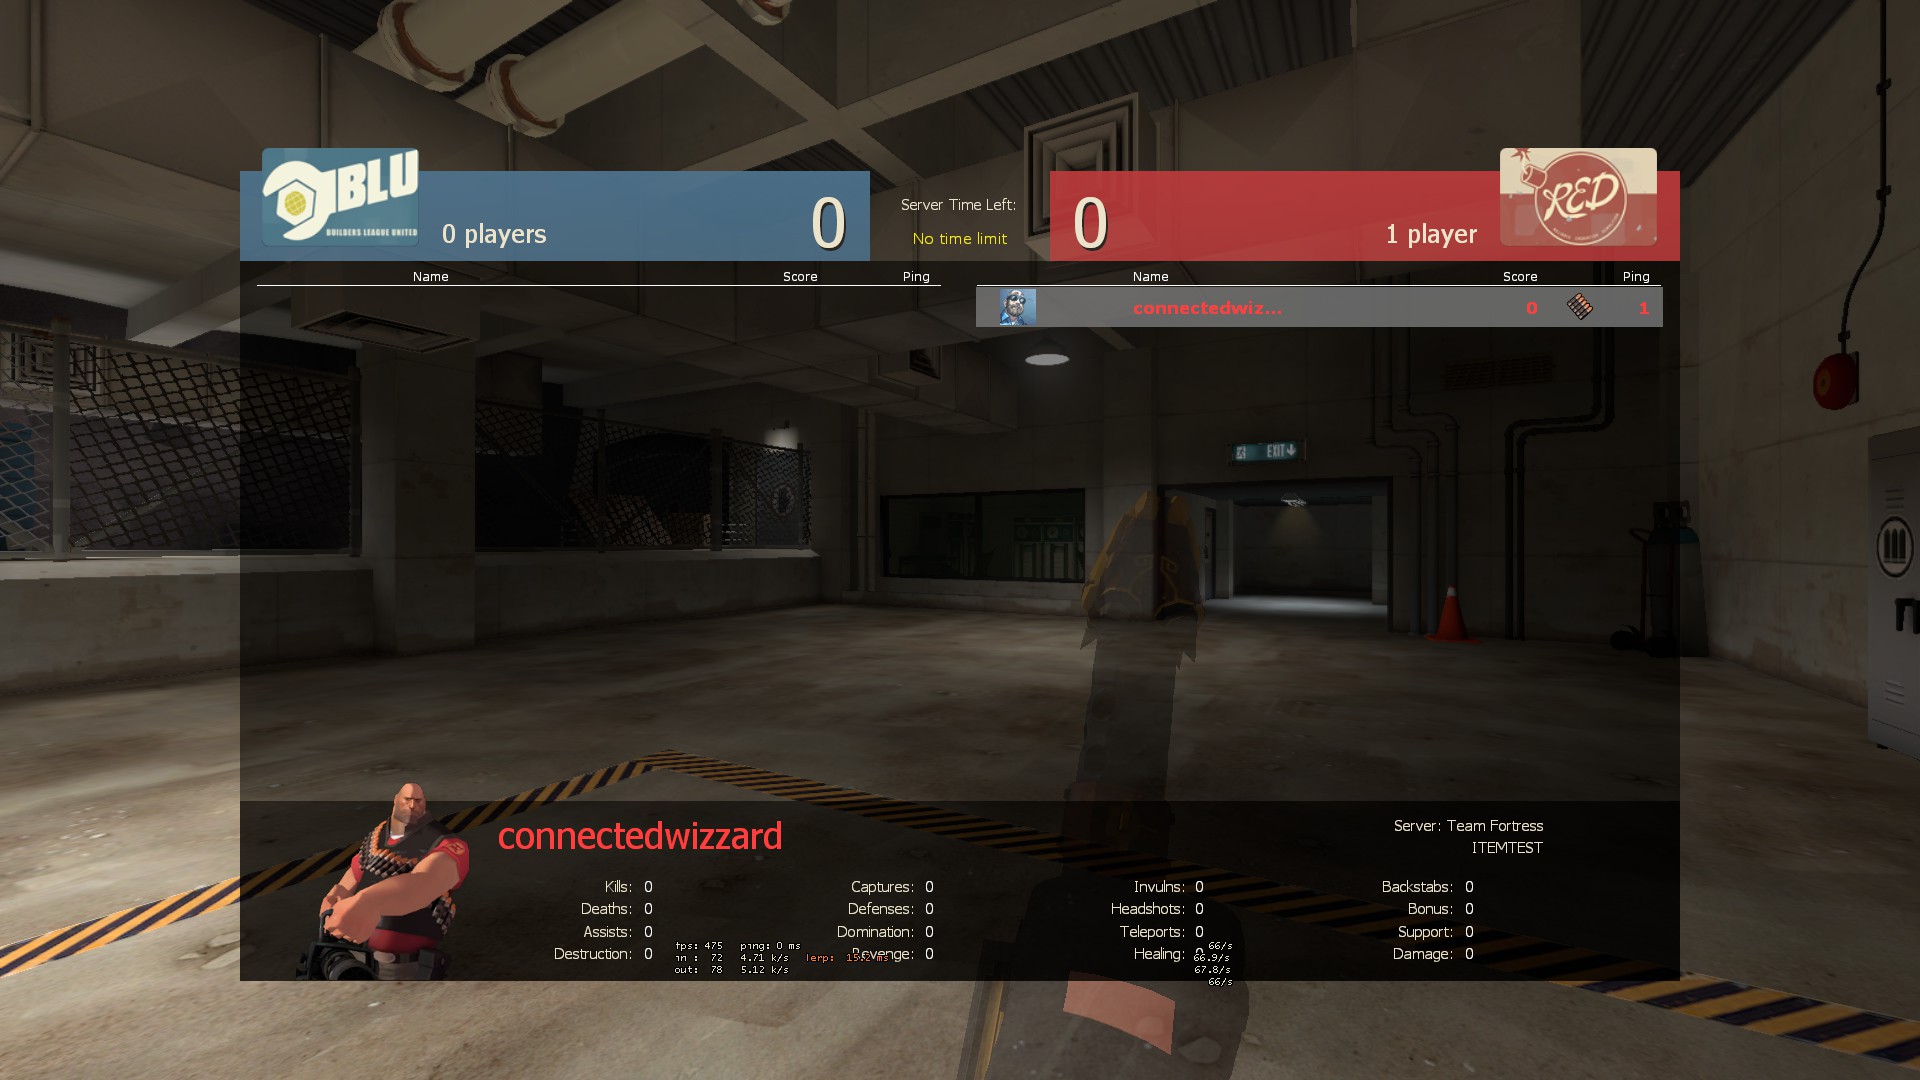 BLU
BUILDERS LEAGUE UNITED
0 players
0
Server Time Left:
No time limit
0
1 player
RED
Name Score Ping
Name Score Ping
connectedwiz... 0 1
EXIT
connectedwizzard
Server: Team Fortress
ITEMTEST
Kills: 0
Deaths: 0
Assists: 0
Destruction: 0
Captures: 0
Defenses: 0
Domination: 0
Revenge: 0
Invulns: 0
Headshots: 0
Teleports: 0
Healing: 0
Backstabs: 0
Bonus: 0
Support: 0
Damage: 0
fps: 475 ping: 0 ms
in : 72 4.71 k/s lerp: 15.2 ms
out: 78 5.12 k/s
66/s
66.9/s
67.8/s
66/s